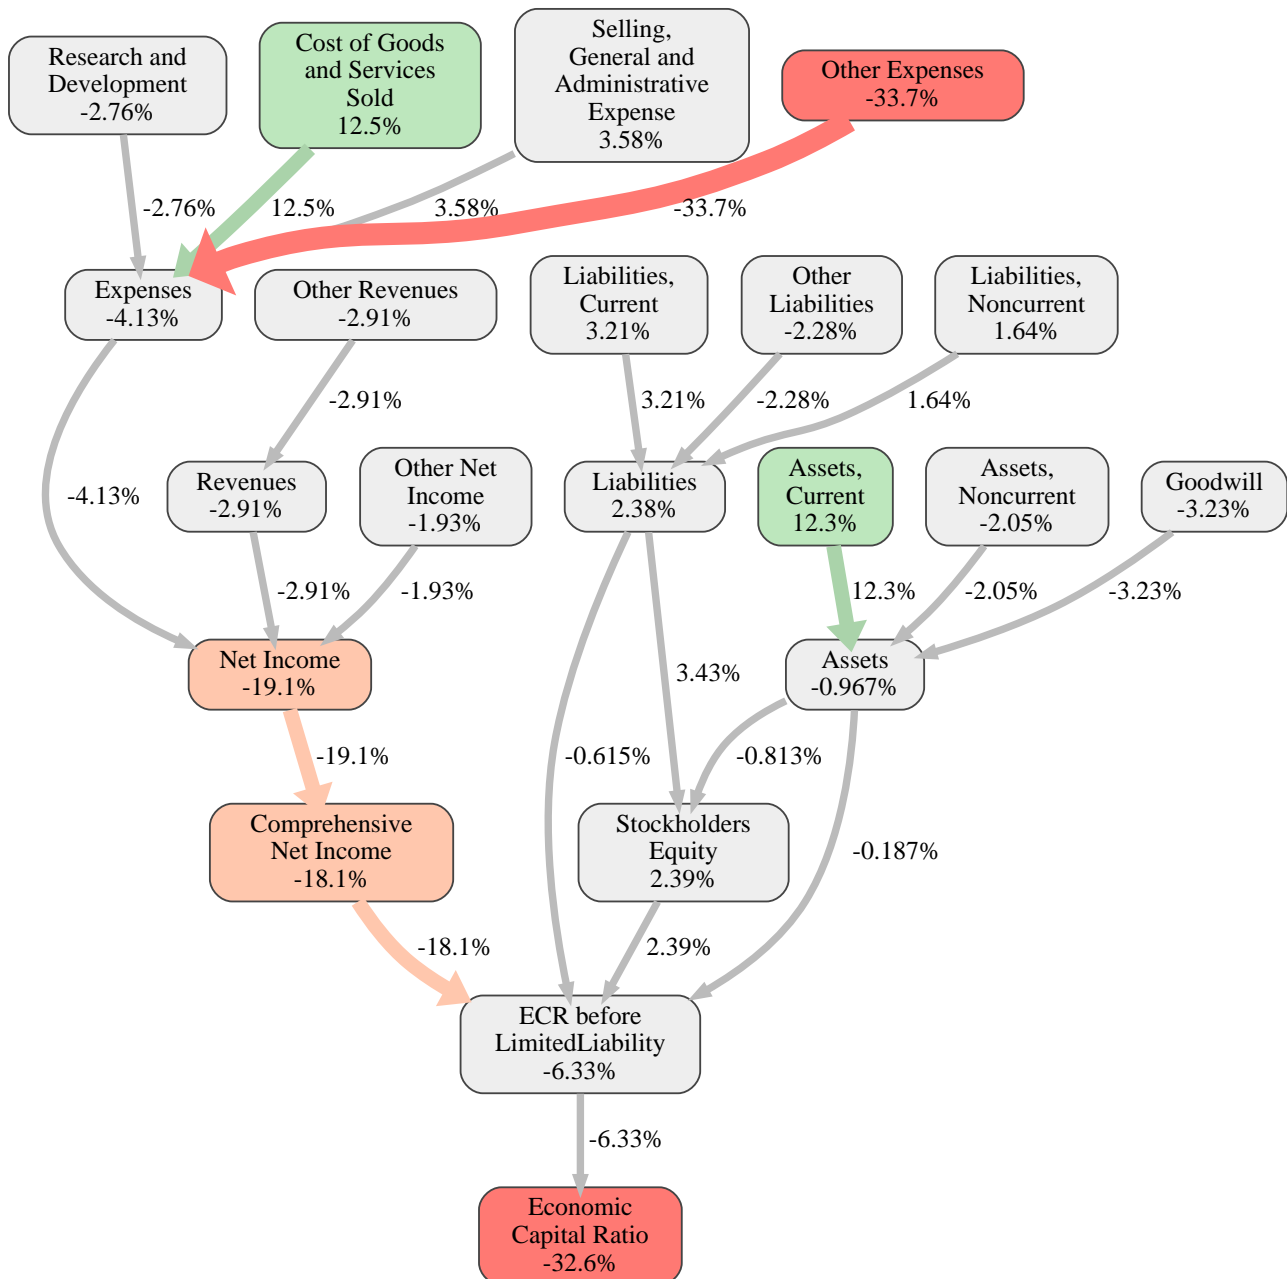 Research and
Development
-2.76%
Cost of Goods
and Services
Sold
12.5%
Selling,
General and
Administrative
Expense
3.58%
Other Expenses
-33.7%
-2.76%
12.5%
3.58%
-33.7%
Expenses
-4.13%
Other Revenues
-2.91%
Liabilities,
Current
3.21%
Other
Liabilities
-2.28%
Liabilities,
Noncurrent
1.64%
-2.91%
3.21%
-2.28%
1.64%
-4.13%
Revenues
-2.91%
Other Net
Income
-1.93%
Liabilities
2.38%
Assets,
Current
12.3%
Assets,
Noncurrent
-2.05%
Goodwill
-3.23%
-2.91%
-1.93%
12.3%
-2.05%
-3.23%
Net Income
-19.1%
3.43%
Assets
-0.967%
-19.1%
-0.615%
-0.813%
Comprehensive
Net Income
-18.1%
Stockholders
Equity
2.39%
-0.187%
-18.1%
2.39%
ECR before
LimitedLiability
-6.33%
-6.33%
Economic
Capital Ratio
-32.6%